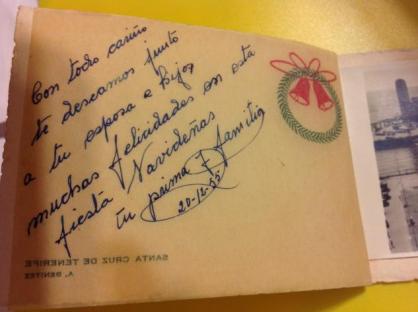 Con todo cariño
te deseamos junto
a tu esposa e hijos
muchas felicidades en esta
fiesta Navideñas
tu prima y familia
20-12-55
SANTA CRUZ DE TENERIFE
A. BENITEZ